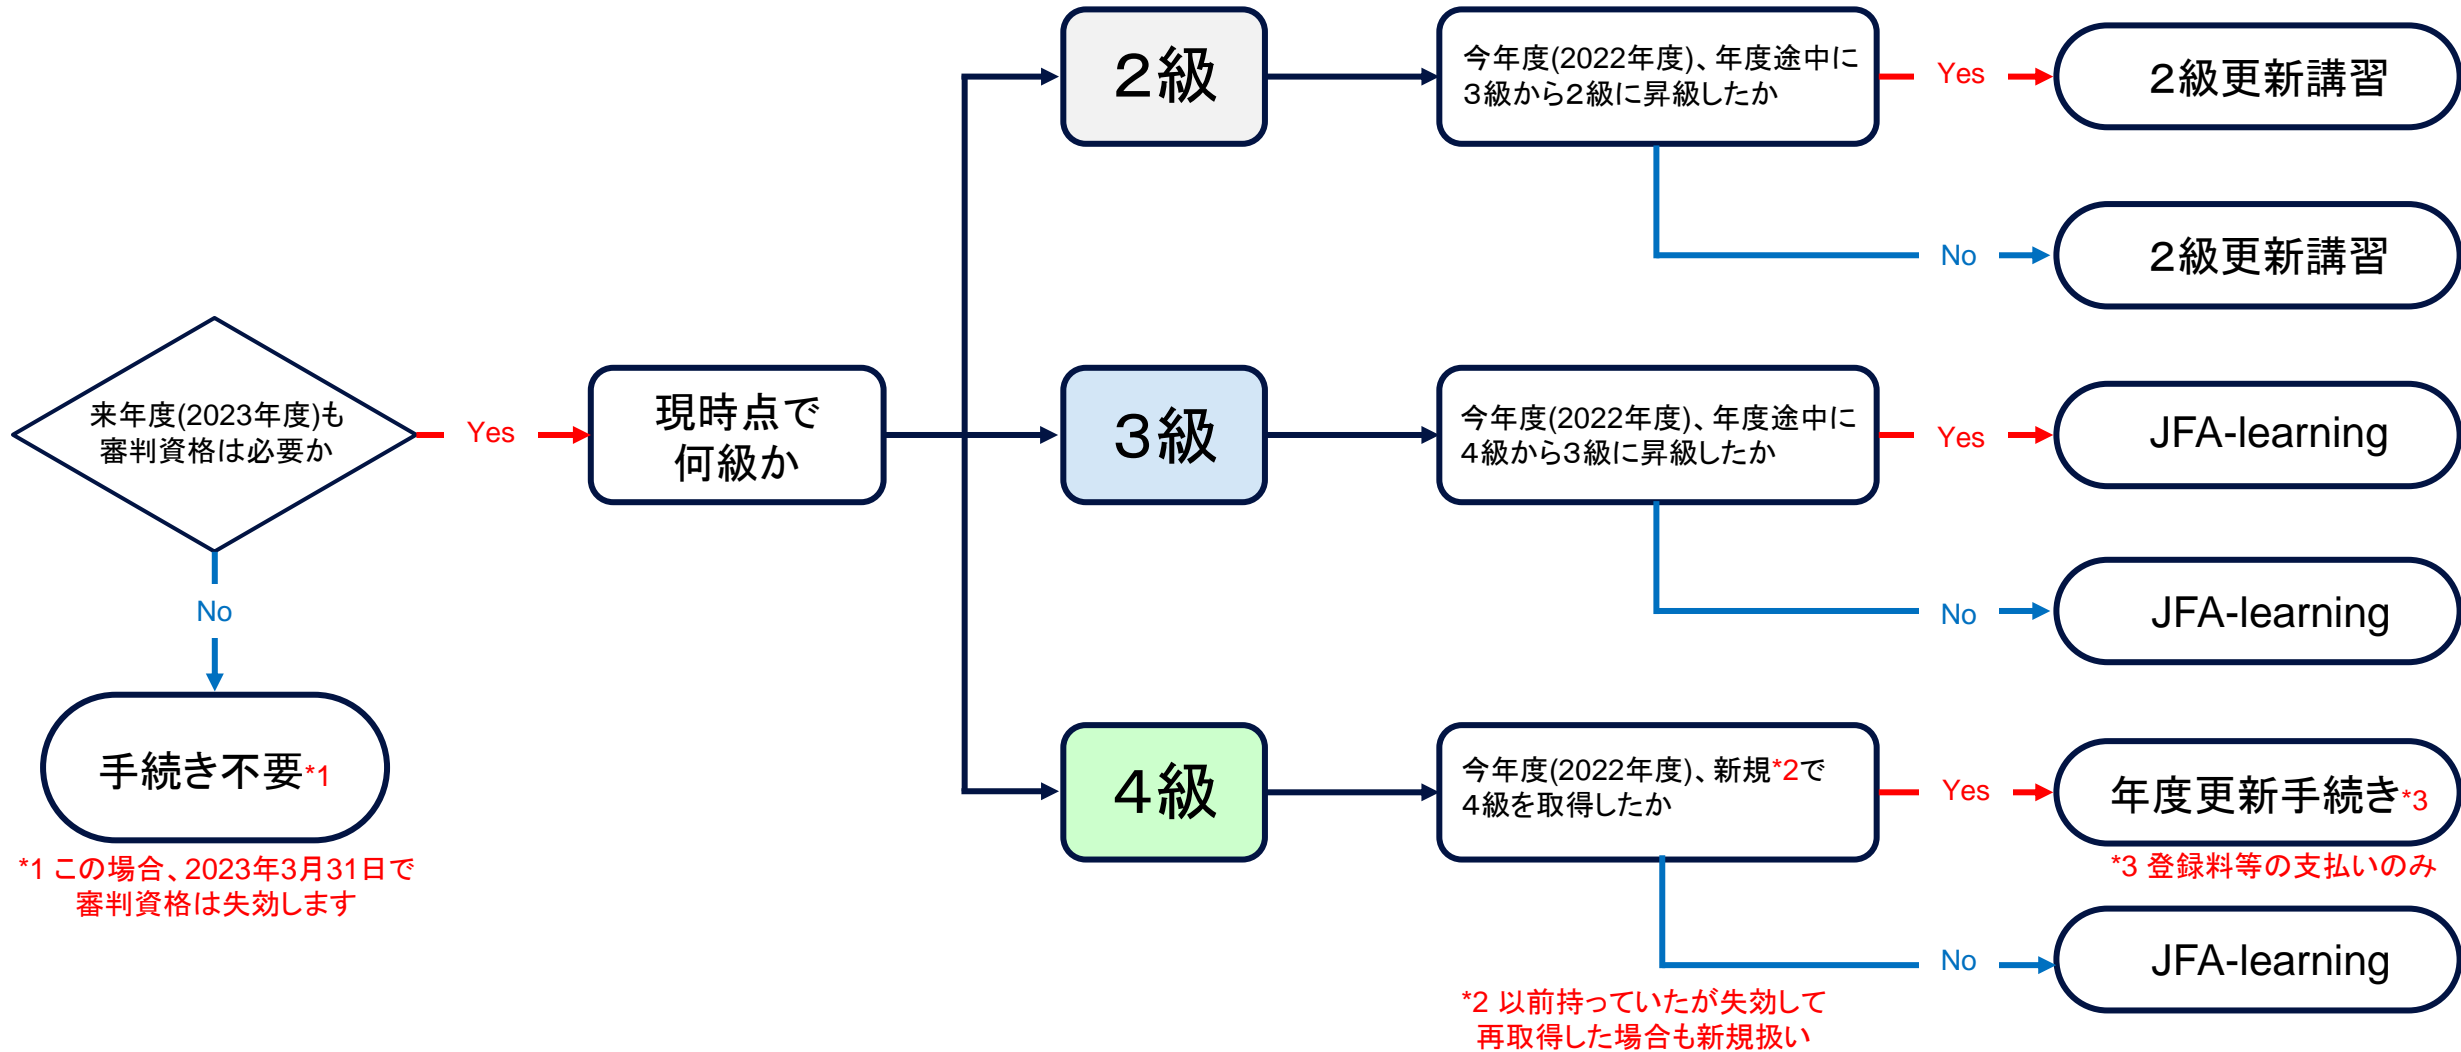 ２級
今年度(2022年度)、年度途中に
３級から２級に昇級したか
Yes
２級更新講習
No
２級更新講習
来年度(2023年度)も
審判資格は必要か
Yes
現時点で
何級か
３級
今年度(2022年度)、年度途中に
４級から３級に昇級したか
Yes
JFA-learning
No
JFA-learning
No
手続き不要*1
*1 この場合、2023年3月31日で
審判資格は失効します
４級
今年度(2022年度)、新規*2で
４級を取得したか
Yes
年度更新手続き*3
*3 登録料等の支払いのみ
No
JFA-learning
*2 以前持っていたが失効して
再取得した場合も新規扱い